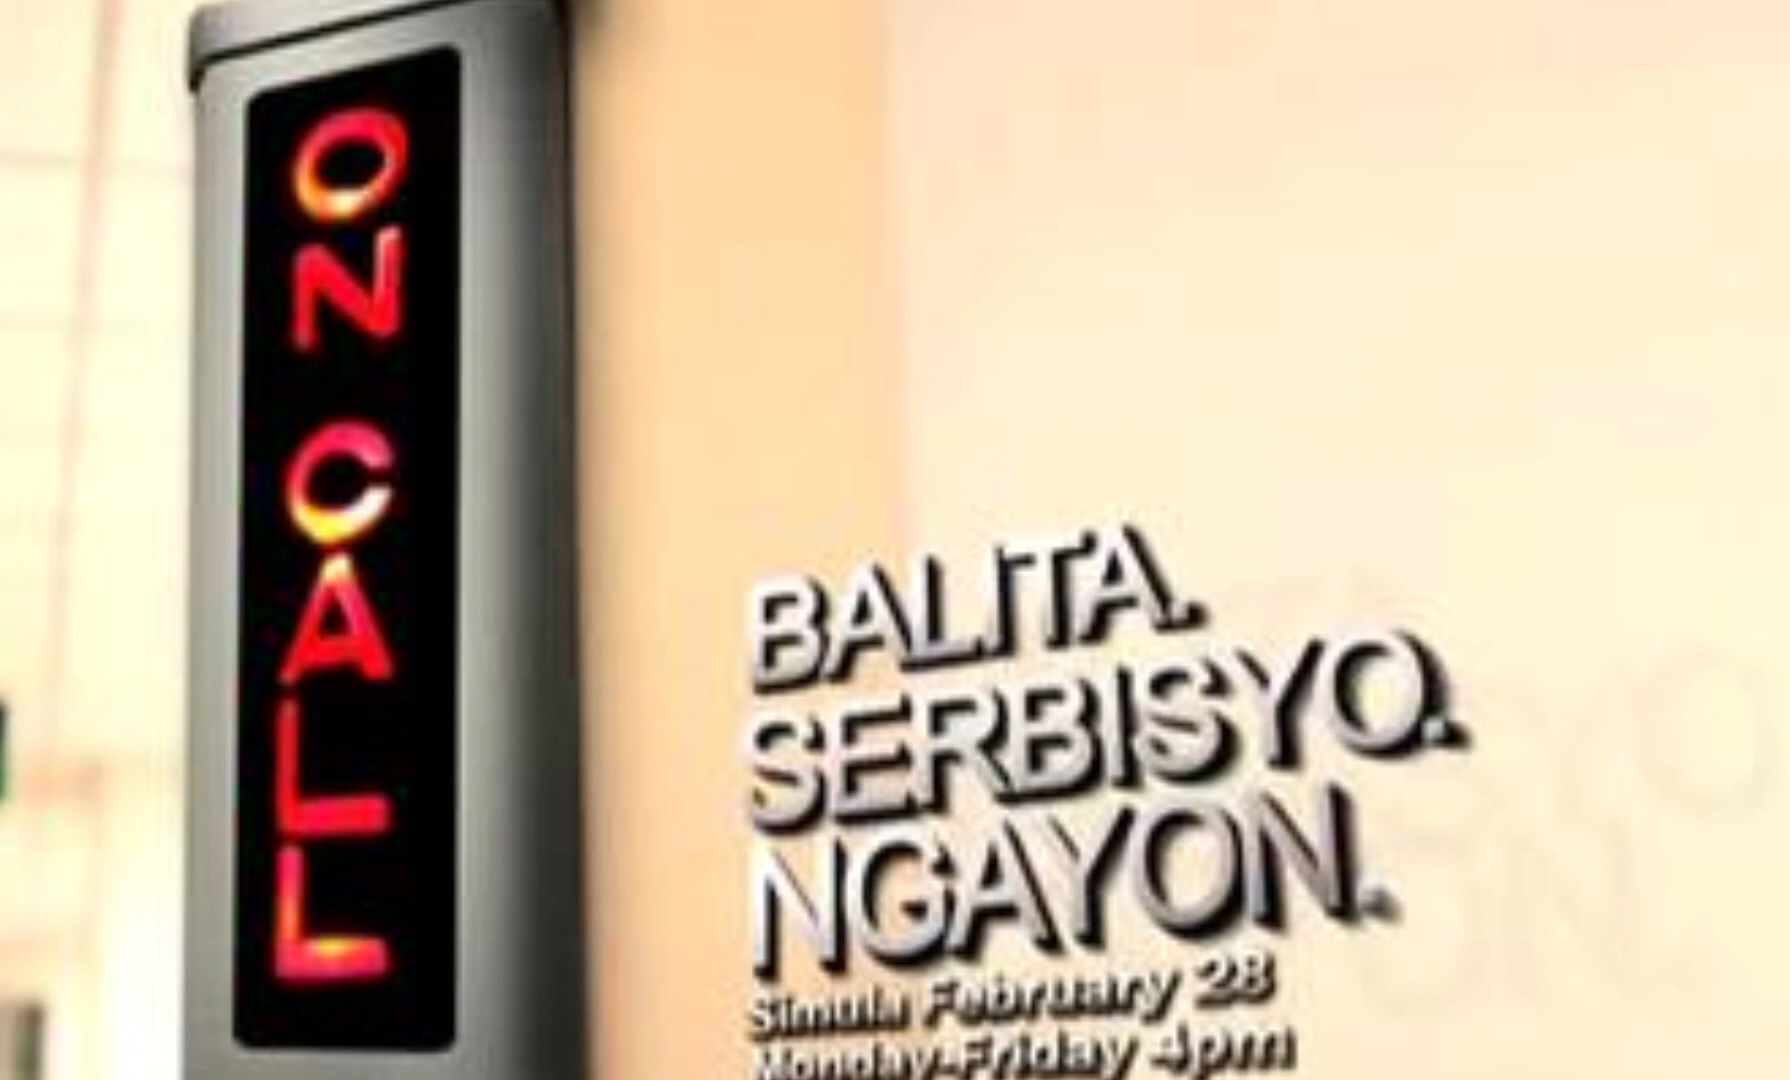 ON CALL
BALITA.
SERBISYO.
NGAYON.
Simula February 28
Monday-Friday 4pm